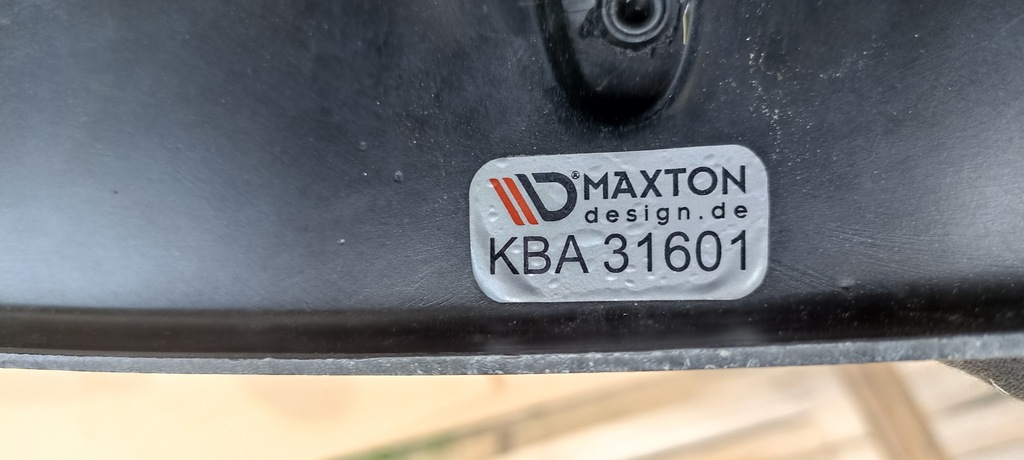 MAXTON
design.de
KBA 31601